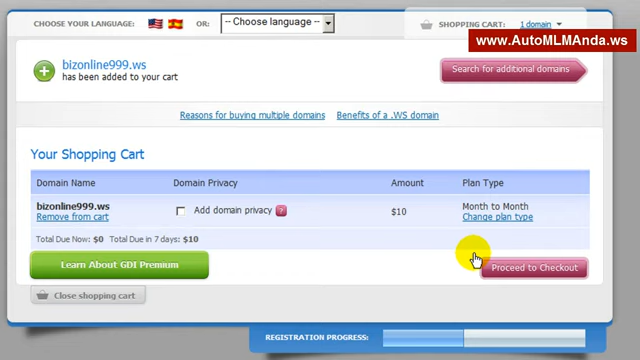 CHOOSE YOUR LANGUAGE:
OR:
-- Choose language --
SHOPPING CART:
1 domain
www.AutoMLMAnda.ws
bizonline999.ws
has been added to your cart
Search for additional domains
Reasons for buying multiple domains
Benefits of a .WS domain
Your Shopping Cart
Domain Name
Domain Privacy
Amount
Plan Type
bizonline999.ws
Remove from cart
Add domain privacy ?
$10
Month to Month
Change plan type
Total Due Now: $0 Total Due in 7 days: $10
Learn About GDI Premium
Proceed to Checkout
Close shopping cart
REGISTRATION PROGRESS: